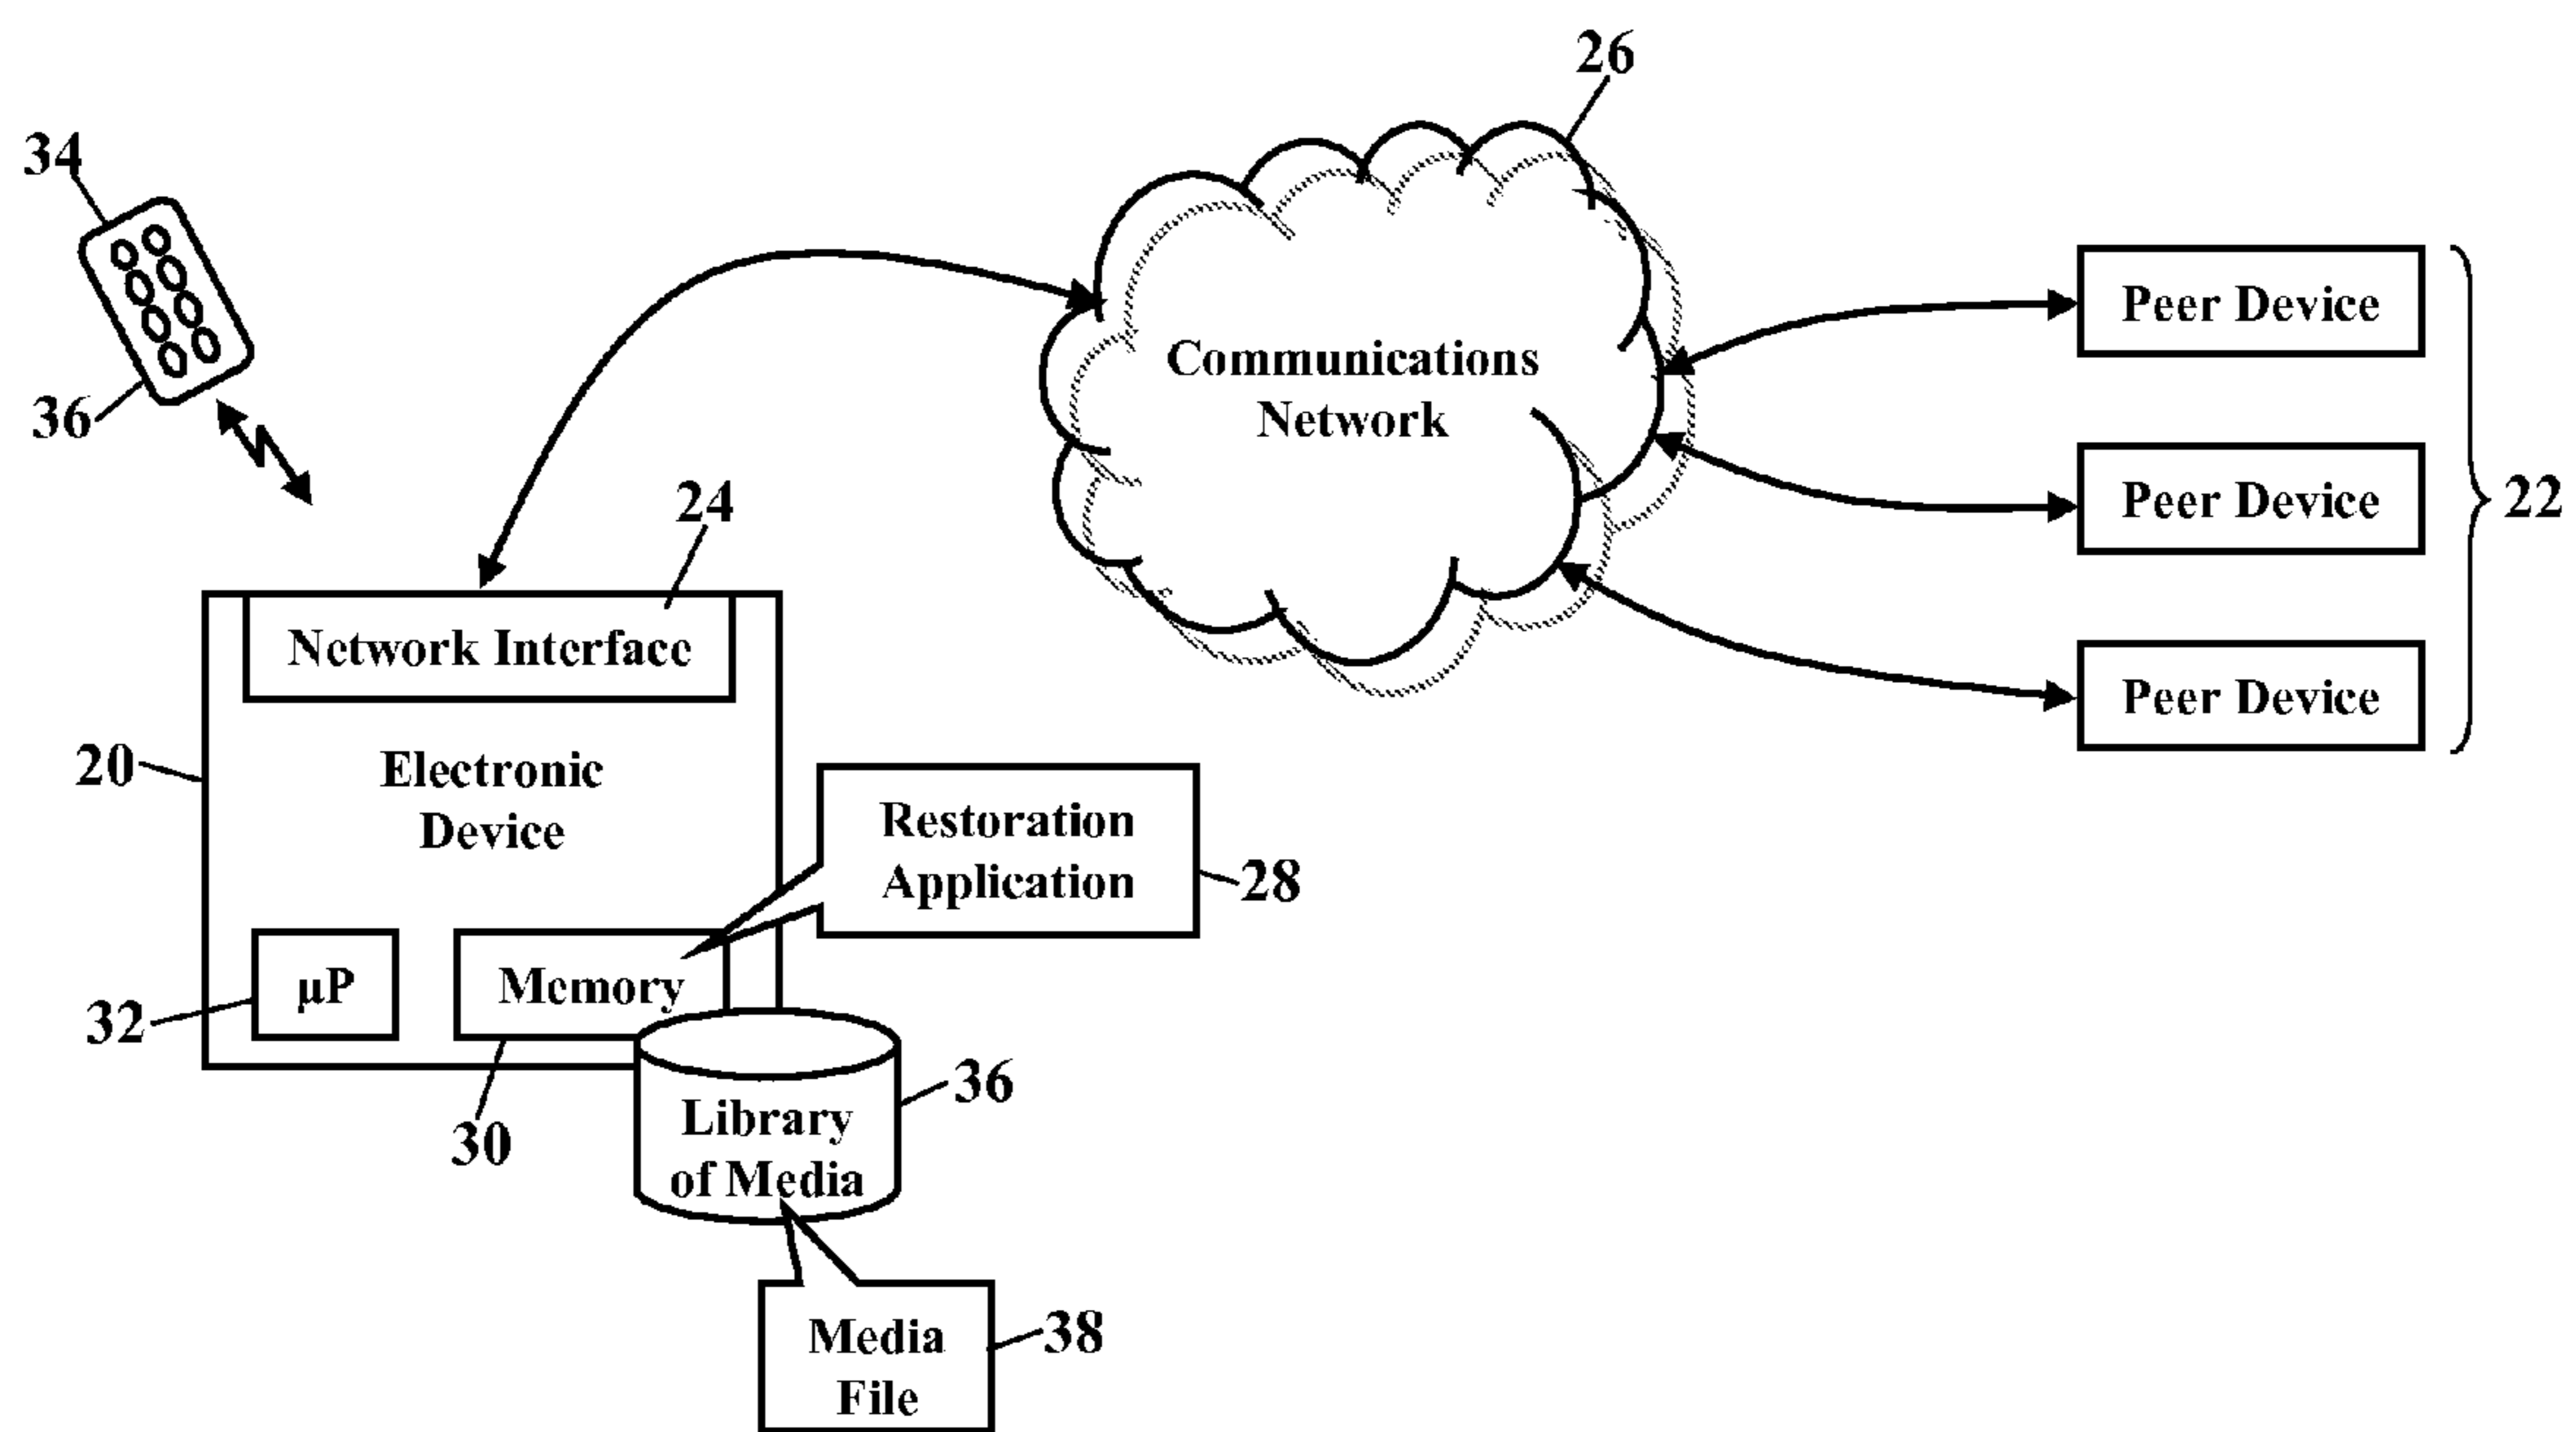 26
34
36
24
Communications
Network
Peer Device
Peer Device
22
Peer Device
Network Interface
20
Electronic
Device
Restoration
Application
28
µP
Memory
32
30
Library
of Media
36
Media
File
38